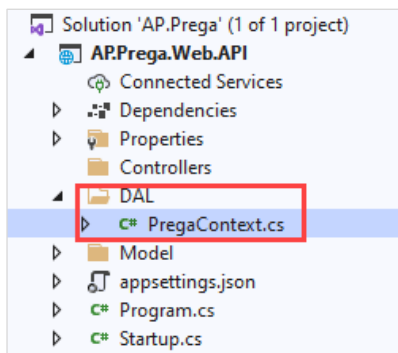 Solution 'AP.Prega' (1 of 1 project)
AP.Prega.Web.API
Connected Services
Dependencies
Properties
Controllers
DAL
C# PregaContext.cs
Model
appsettings.json
C# Program.cs
C# Startup.cs